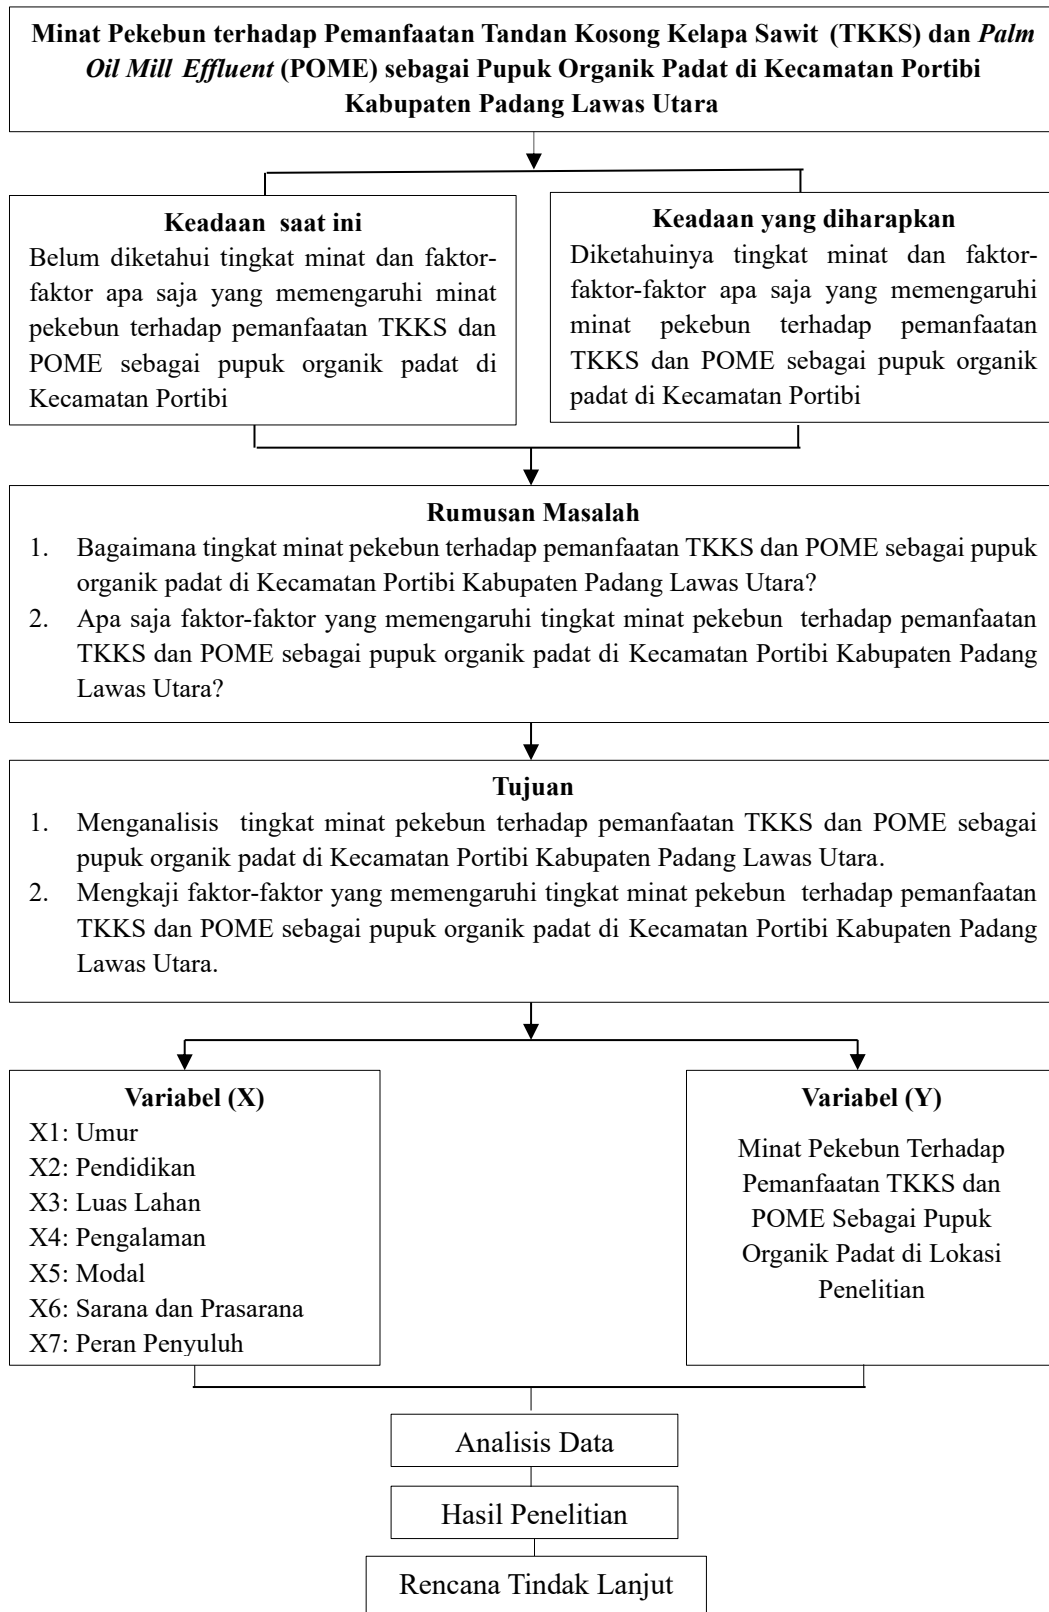 Minat Pekebun terhadap Pemanfaatan Tandan Kosong Kelapa Sawit (TKKS) dan Palm
Oil Mill Effluent (POME) sebagai Pupuk Organik Padat di Kecamatan Portibi
Kabupaten Padang Lawas Utara
Keadaan saat ini
Belum diketahui tingkat minat dan faktor-
faktor apa saja yang memengaruhi minat
pekebun terhadap pemanfaatan TKKS dan
POME sebagai pupuk organik padat di
Kecamatan Portibi
Keadaan yang diharapkan
Diketahuinya tingkat minat dan faktor-
faktor-faktor apa saja yang memengaruhi
minat pekebun terhadap pemanfaatan
TKKS dan POME sebagai pupuk organik
padat di Kecamatan Portibi
Rumusan Masalah
1. Bagaimana tingkat minat pekebun terhadap pemanfaatan TKKS dan POME sebagai pupuk
organik padat di Kecamatan Portibi Kabupaten Padang Lawas Utara?
2. Apa saja faktor-faktor yang memengaruhi tingkat minat pekebun terhadap pemanfaatan
TKKS dan POME sebagai pupuk organik padat di Kecamatan Portibi Kabupaten Padang
Lawas Utara?
Tujuan
1. Menganalisis tingkat minat pekebun terhadap pemanfaatan TKKS dan POME sebagai
pupuk organik padat di Kecamatan Portibi Kabupaten Padang Lawas Utara.
2. Mengkaji faktor-faktor yang memengaruhi tingkat minat pekebun terhadap pemanfaatan
TKKS dan POME sebagai pupuk organik padat di Kecamatan Portibi Kabupaten Padang
Lawas Utara.
Variabel (X)
X1: Umur
X2: Pendidikan
X3: Luas Lahan
X4: Pengalaman
X5: Modal
X6: Sarana dan Prasarana
X7: Peran Penyuluh
Variabel (Y)
Minat Pekebun Terhadap
Pemanfaatan TKKS dan
POME Sebagai Pupuk
Organik Padat di Lokasi
Penelitian
Analisis Data
Hasil Penelitian
Rencana Tindak Lanjut